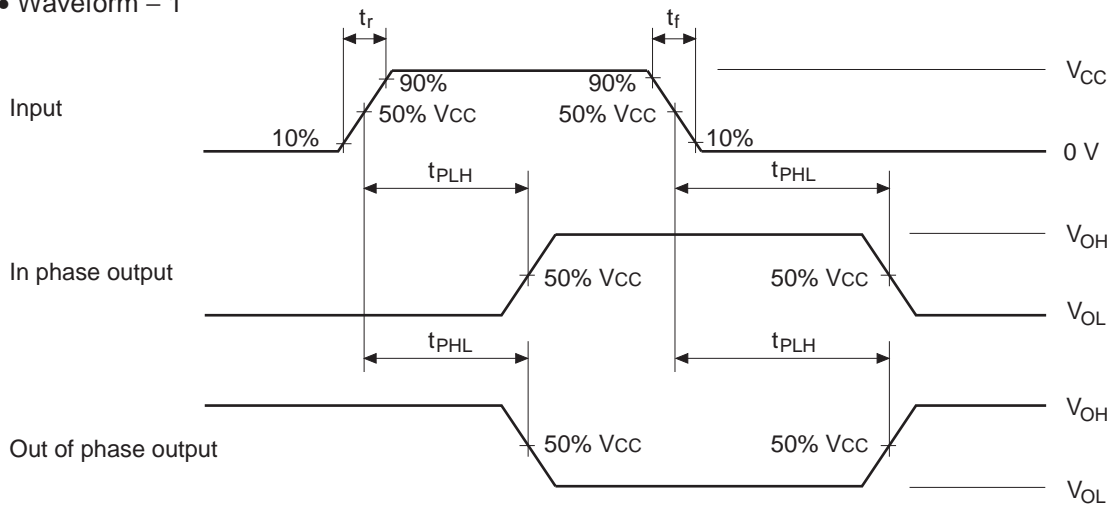 • Waveform – 1
tr
tf
90%
90%
VCC
Input
50% VCC
50% VCC
10%
10%
0 V
tPLH
tPHL
VOH
In phase output
50% VCC
50% VCC
VOL
tPHL
tPLH
VOH
Out of phase output
50% VCC
50% VCC
VOL